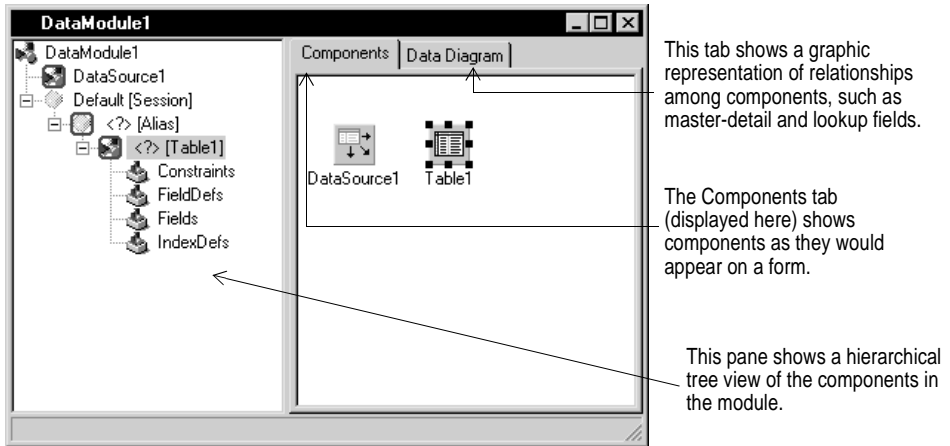 DataModule1
DataModule1
DataSource1
Default [Session]
<?> [Alias]
<?> [Table1]
Constraints
FieldDefs
Fields
IndexDefs
Components
Data Diagram
DataSource1
Table1
This tab shows a graphic
representation of relationships
among components, such as
master-detail and lookup fields.
The Components tab
(displayed here) shows
components as they would
appear on a form.
This pane shows a hierarchical
tree view of the components in
the module.